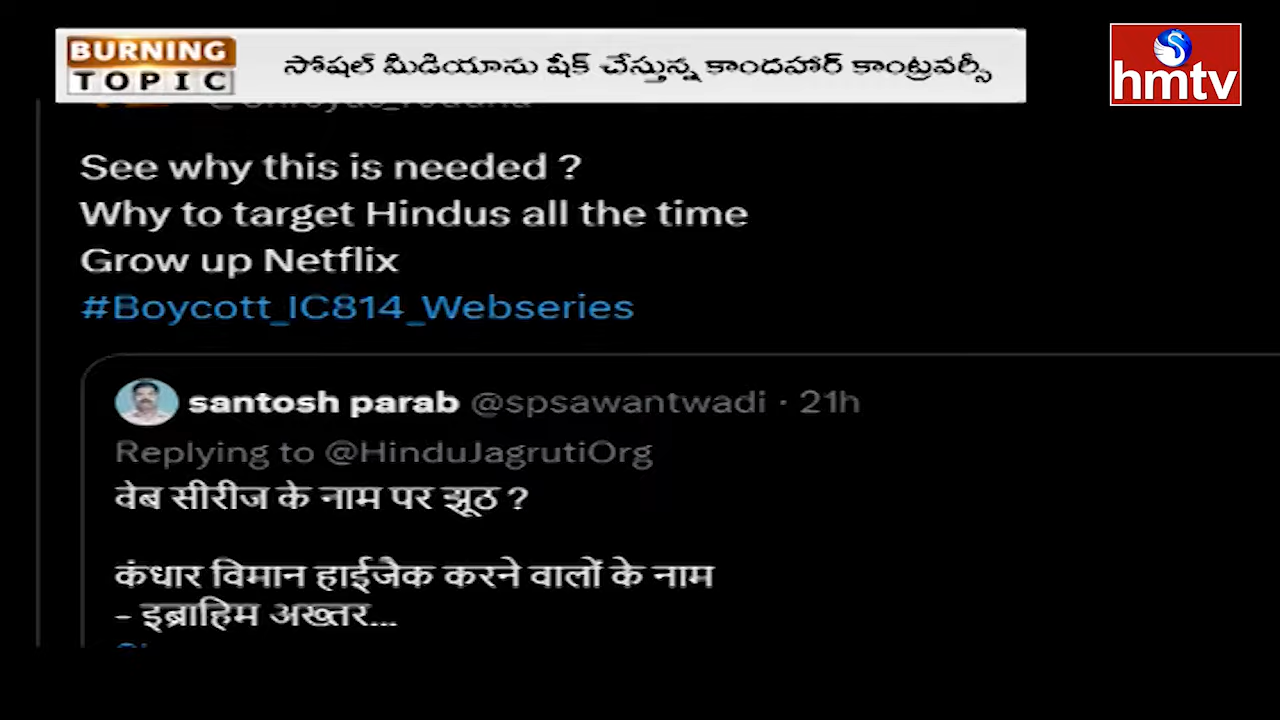 BURNING
TOPIC
సోషల్ మీడియాను షేక్ చేస్తున్న కాందహార్ కాంట్రవర్సీ
hmtv
See why this is needed ?
Why to target Hindus all the time
Grow up Netflix
#Boycott_IC814_Webseries
santosh parab @spsawantwadi · 21h
Replying to @HinduJagrutiOrg
वेब सीरीज के नाम पर झूठ ?
कंधार विमान हाईजैक करने वालों के नाम
- इब्राहिम अख्तर...